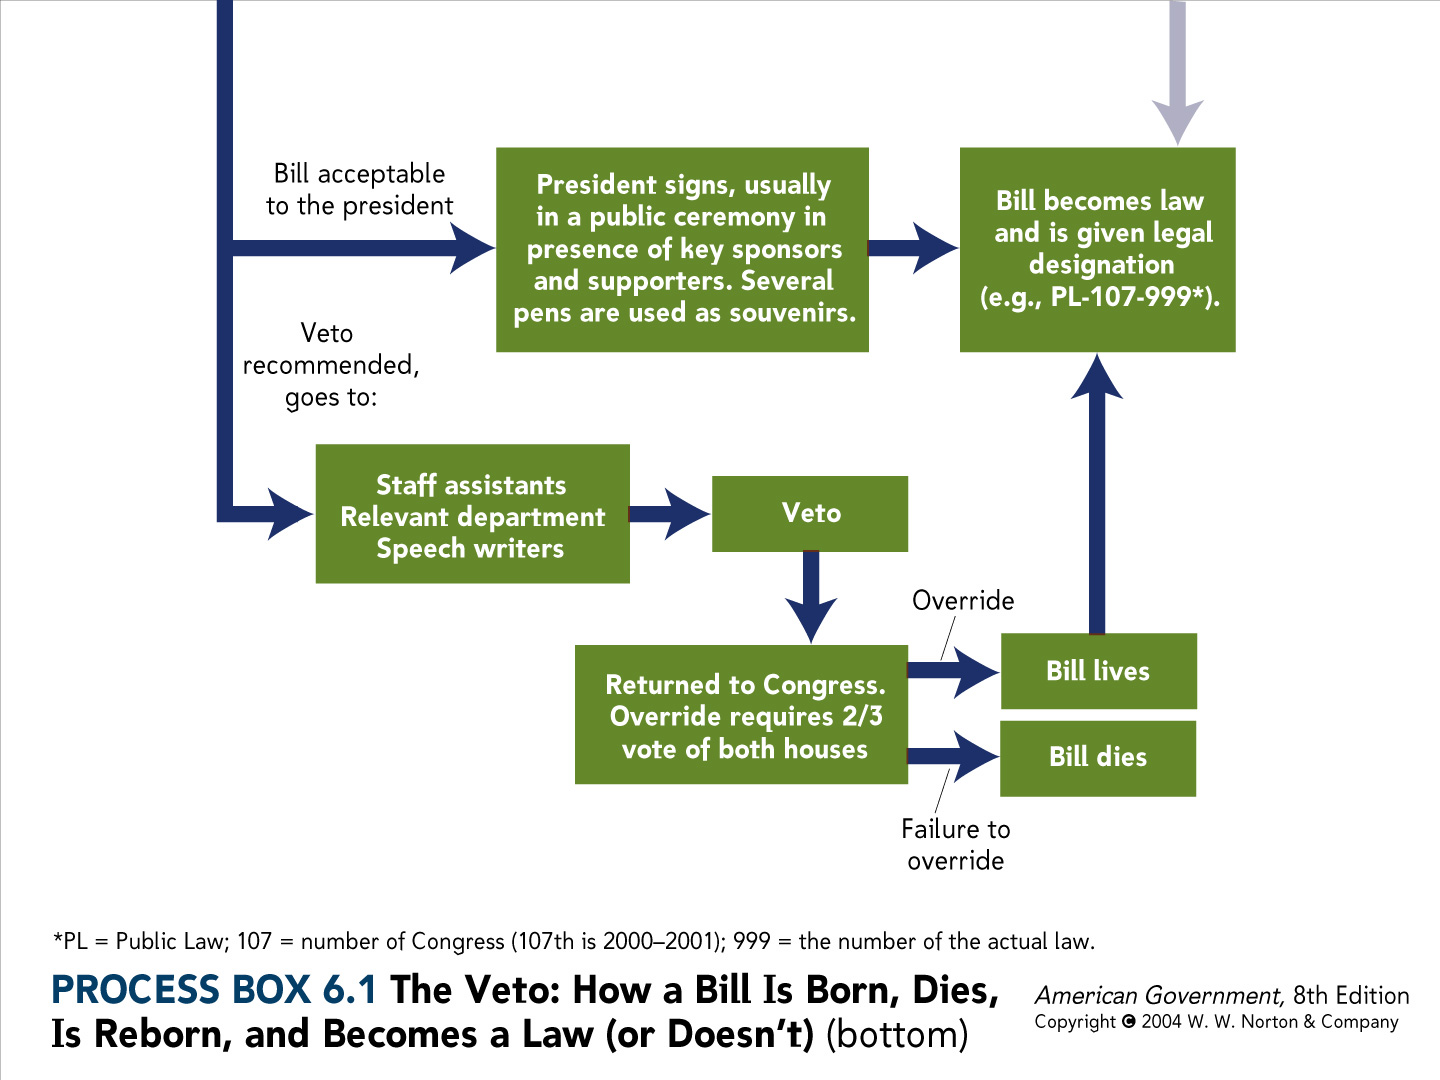 Bill acceptable
to the president
President signs, usually
in a public ceremony in
presence of key sponsors
and supporters. Several
pens are used as souvenirs.
Bill becomes law
and is given legal
designation
(e.g., PL-107-999*).
Veto
recommended,
goes to:
Staff assistants
Relevant department
Speech writers
Veto
Returned to Congress.
Override requires 2/3
vote of both houses
Override
Bill lives
Bill dies
Failure to
override
*PL = Public Law; 107 = number of Congress (107th is 2000–2001); 999 = the number of the actual law.
PROCESS BOX 6.1 The Veto: How a Bill Is Born, Dies,
Is Reborn, and Becomes a Law (or Doesn't) (bottom)
American Government, 8th Edition
Copyright © 2004 W. W. Norton & Company